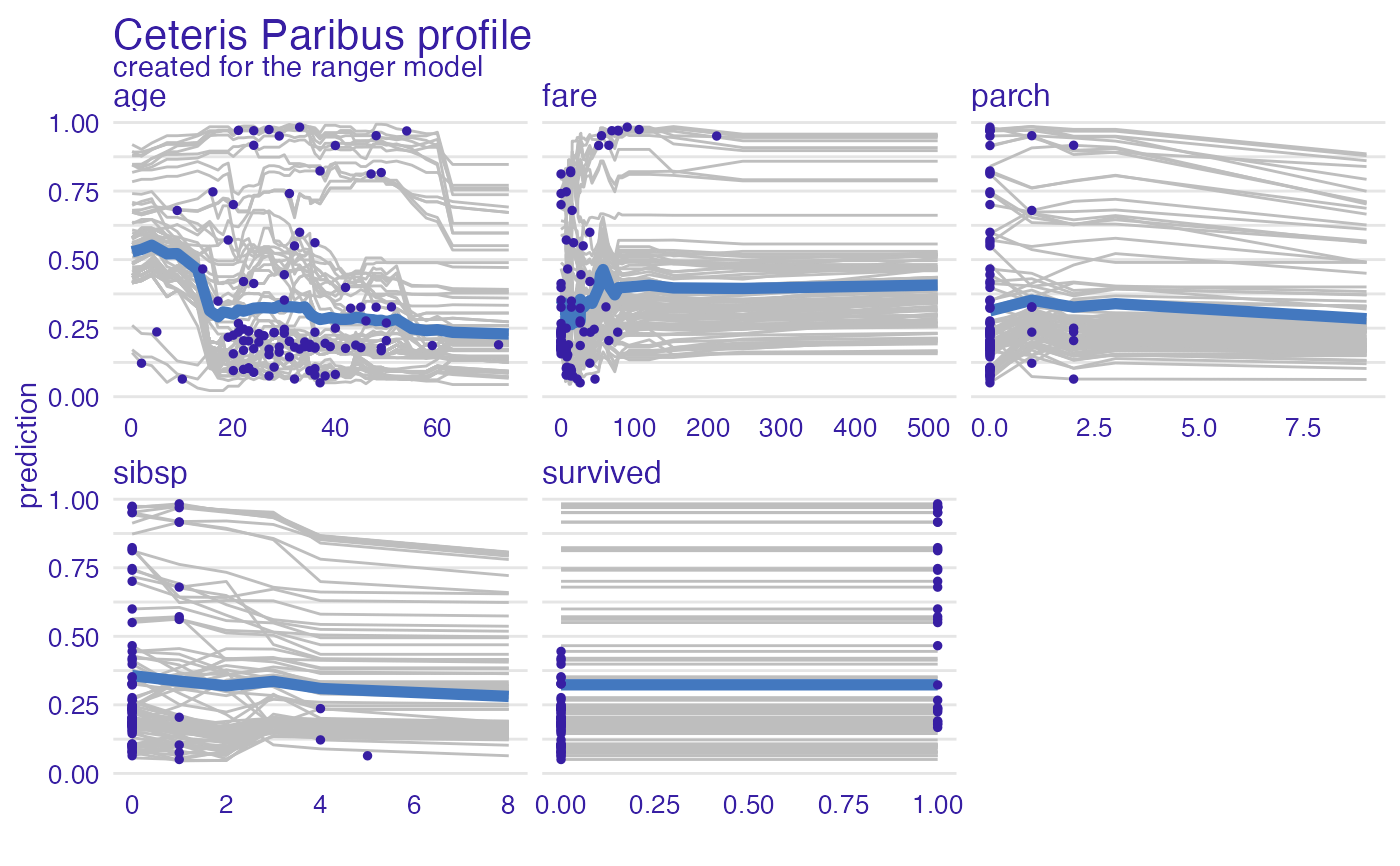 Ceteris Paribus profile
created for the ranger model
age fare parch
1.00
0.75
0.50
0.25
0.00
0 20 40 60 0 100 200 300 400 500 0.0 2.5 5.0 7.5
prediction
sibsp survived
1.00
0.75
0.50
0.25
0.00
0 2 4 6 8 0.00 0.25 0.50 0.75 1.00